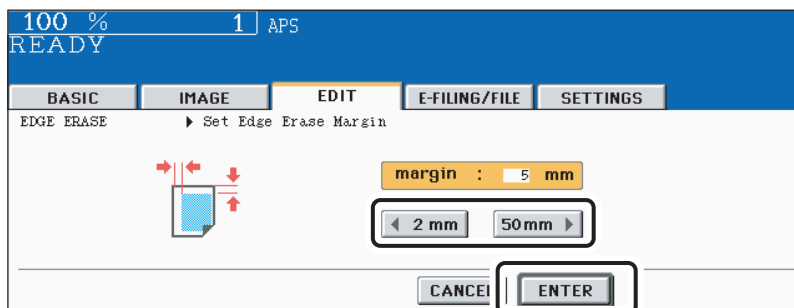 100 % 1 APS
READY
BASIC IMAGE EDIT E-FILING/FILE SETTINGS
EDGE ERASE Set Edge Erase Margin
margin : 5 mm
2 mm 50mm
CANCEL ENTER